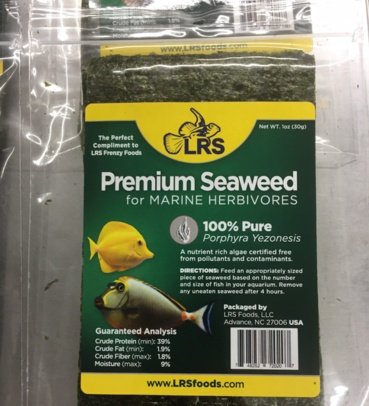 Crude Fat
www.LRSfoods.com
The Perfect
Compliment to
LRS Frenzy Foods
LRS
Net WT. 1oz (30g)
Premium Seaweed
for MARINE HERBIVORES
100% Pure
Porphyra Yezonesis
A nutrient rich algae certified free
from pollutants and contaminants.
DIRECTIONS: Feed an appropriately sized
piece of seaweed based on the number
and size of fish in your aquarium. Remove
any uneaten seaweed after 4 hours.
Packaged by
LRS Foods, LLC
Advance, NC 27006 USA
Guaranteed Analysis
Crude Protein (min): 39%
Crude Fat (min): 1.9%
Crude Fiber (max): 1.8%
Moisture (max): 9%
www.LRSfoods.com